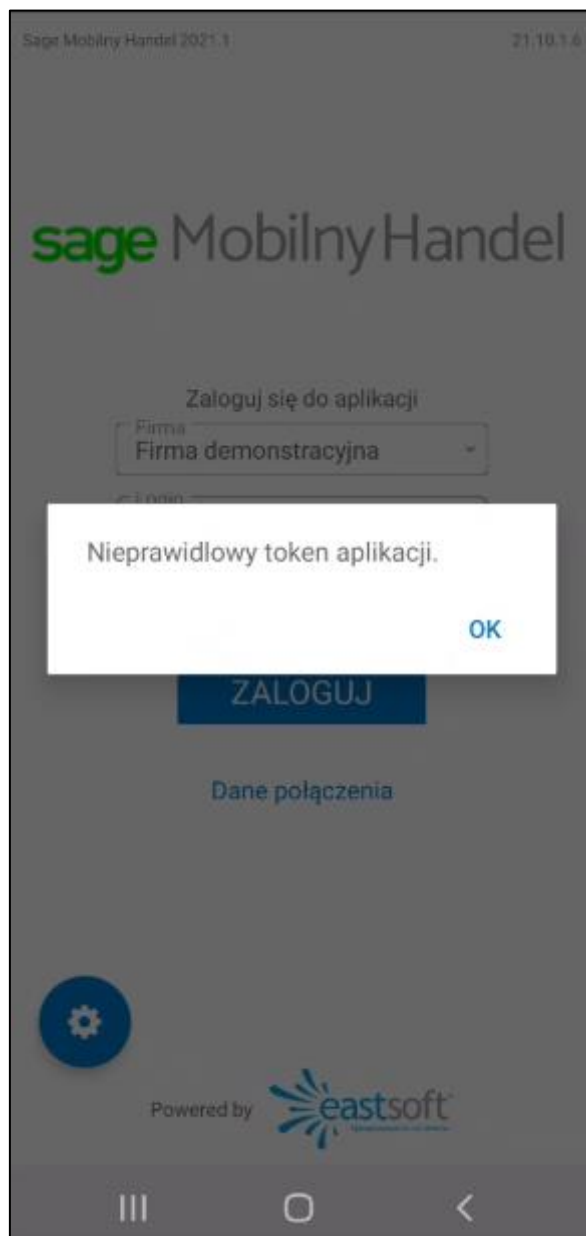 Sage Mobilny Handel 2021.1 21.10.1.6
sage Mobilny Handel
Zaloguj się do aplikacji
Firma
Firma demonstracyjna
Login
Nieprawidlowy token aplikacji.
OK
ZALOGUJ
Dane połączenia
Powered by eastsoft